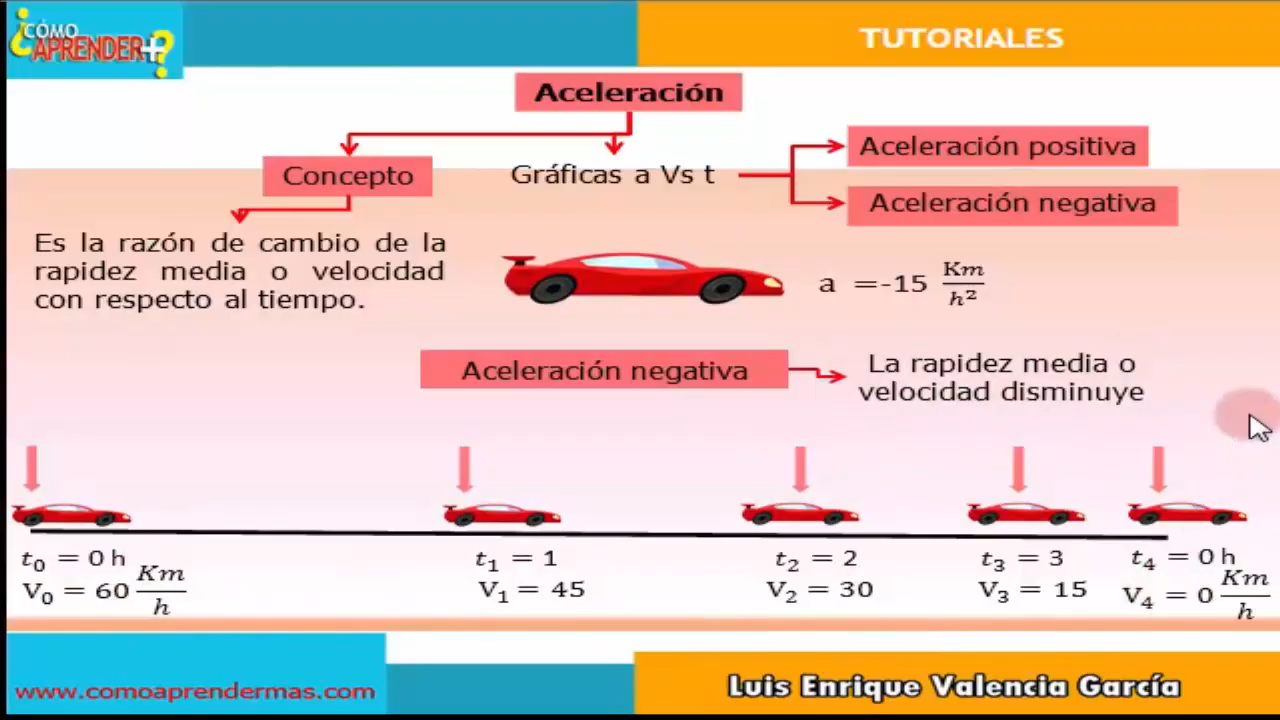 ¿CÓMO
APRENDER+?
TUTORIALES
Aceleración
Concepto
Gráficas a Vs t
Aceleración positiva
Aceleración negativa
Es la razón de cambio de la
rapidez media o velocidad
con respecto al tiempo.
a =-15 Km/h²
Aceleración negativa
La rapidez media o
velocidad disminuye
t₀ = 0 h
V₀ = 60 Km/h
t₁ = 1
V₁ = 45
t₂ = 2
V₂ = 30
t₃ = 3
V₃ = 15
t₄ = 0 h
V₄ = 0 Km/h
www.comoaprendermas.com
Luis Enrique Valencia García